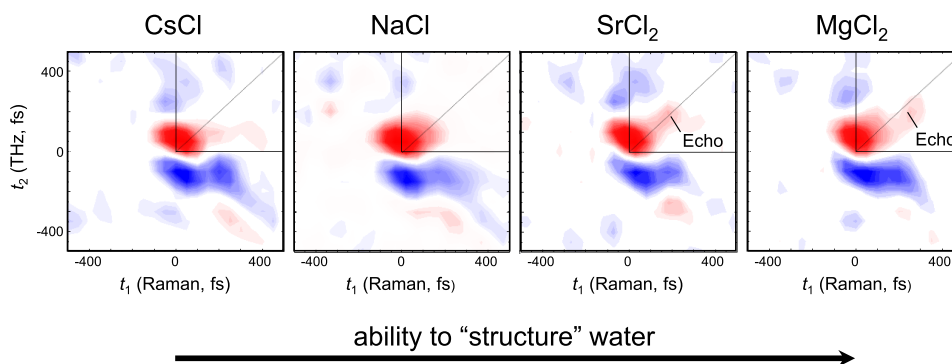 CsCl NaCl SrCl₂ MgCl₂
t₂ (THz, fs)
400
0
-400
Echo
Echo
-400 0 400 -400 0 400 -400 0 400 -400 0 400
t₁ (Raman, fs) t₁ (Raman, fs) t₁ (Raman, fs) t₁ (Raman, fs)
ability to “structure” water